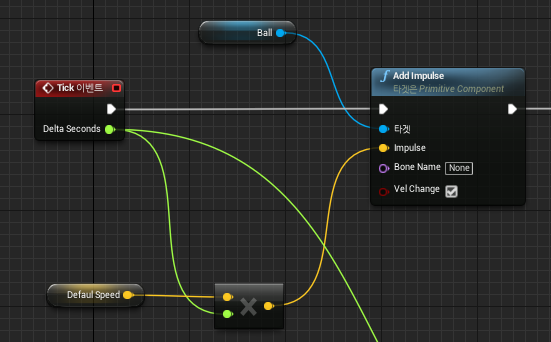 Ball
Tick 이벤트
Delta Seconds
Add Impulse
타겟은 Primitive Component
타겟
Impulse
Bone Name None
Vel Change
Defaul Speed